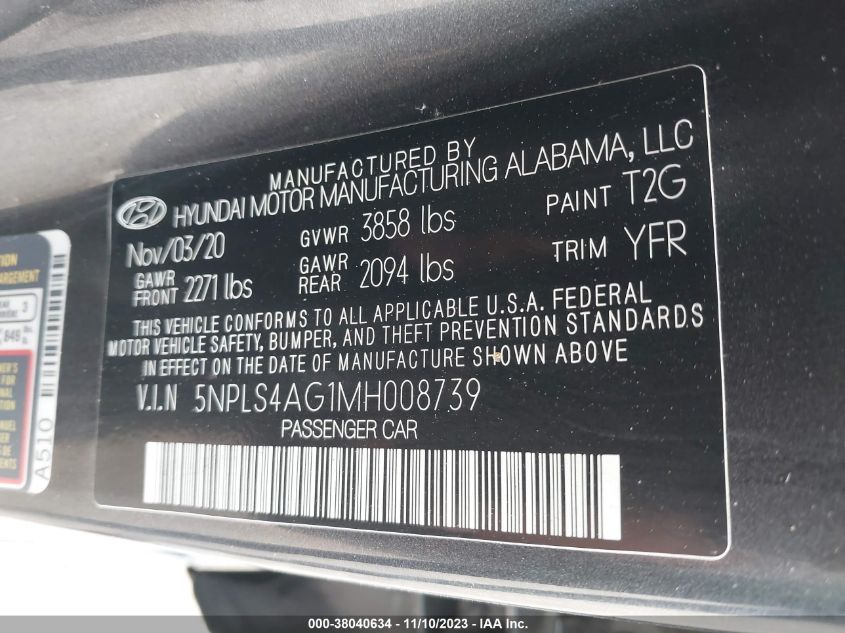 MANUFACTURED BY
HYUNDAI MOTOR MANUFACTURING ALABAMA, LLC
Nov/03/20 GVWR 3858 lbs PAINT T2G
GAWR FRONT 2271 lbs GAWR REAR 2094 lbs TRIM YFR
THIS VEHICLE CONFORMS TO ALL APPLICABLE U.S.A. FEDERAL
MOTOR VEHICLE SAFETY, BUMPER, AND THEFT PREVENTION STANDARDS
IN EFFECT ON THE DATE OF MANUFACTURE SHOWN ABOVE
V.I.N 5NPLS4AG1MH008739
PASSENGER CAR
3
A510
000-38040634 - 11/10/2023 - IAA Inc.